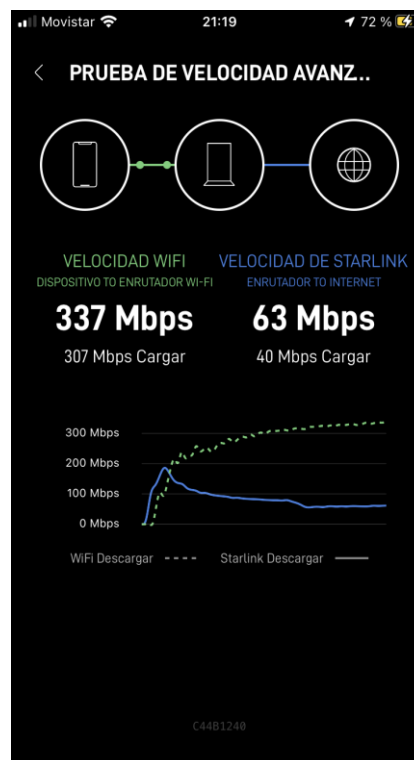 Movistar 21:19 72 %
PRUEBA DE VELOCIDAD AVANZ..
VELOCIDAD WIFI VELOCIDAD DE STARLINK
DISPOSITIVO TO ENRUTADOR WI-FI ENRUTADOR TO INTERNET
337 Mbps 63 Mbps
307 Mbps Cargar 40 Mbps Cargar
300 Mbps
200 Mbps
100 Mbps
0 Mbps
WiFi Descargar Starlink Descargar
C44B1240